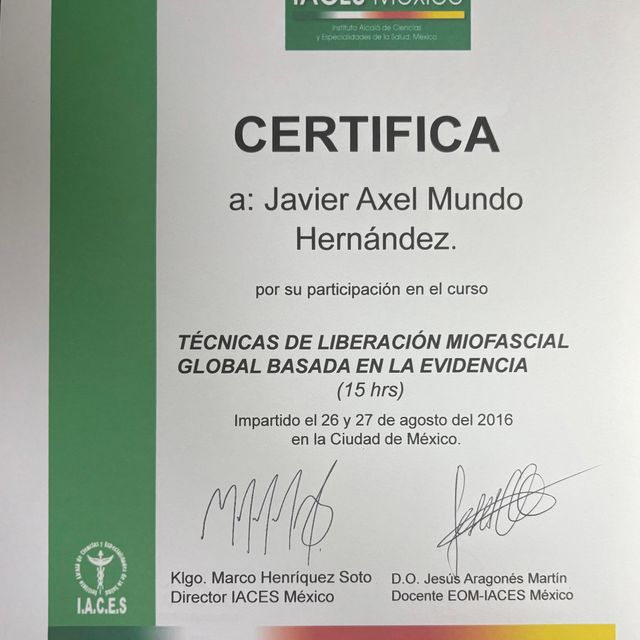 IACES MÉXICO
Instituto Alcalá de Ciencias
y Especialidades de la Salud, México
CERTIFICA
a: Javier Axel Mundo
Hernández.
por su participación en el curso
TÉCNICAS DE LIBERACIÓN MIOFASCIAL
GLOBAL BASADA EN LA EVIDENCIA
(15 hrs)
Impartido el 26 y 27 de agosto del 2016
en la Ciudad de México.
Klgo. Marco Henríquez Soto
Director IACES México
D.O. Jesús Aragonés Martín
Docente EOM-IACES México
I.A.C.E.S